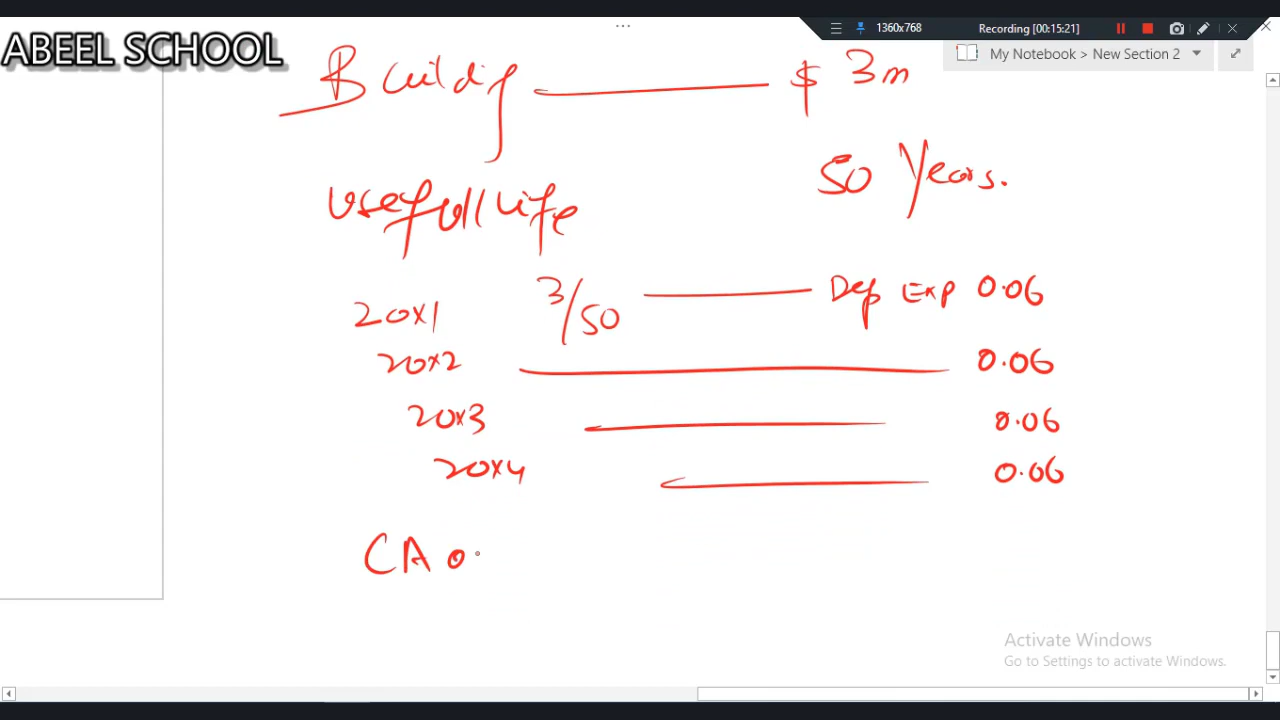 ABEEL SCHOOL
1360x768
Recording [00:15:21]
My Notebook > New Section 2
Building $ 3m
50 Years.
Usefull life
20x1 3/50 Dep Exp 0.06
20x2 0.06
20x3 0.06
20x4 0.06
CA o
Activate Windows
Go to Settings to activate Windows.